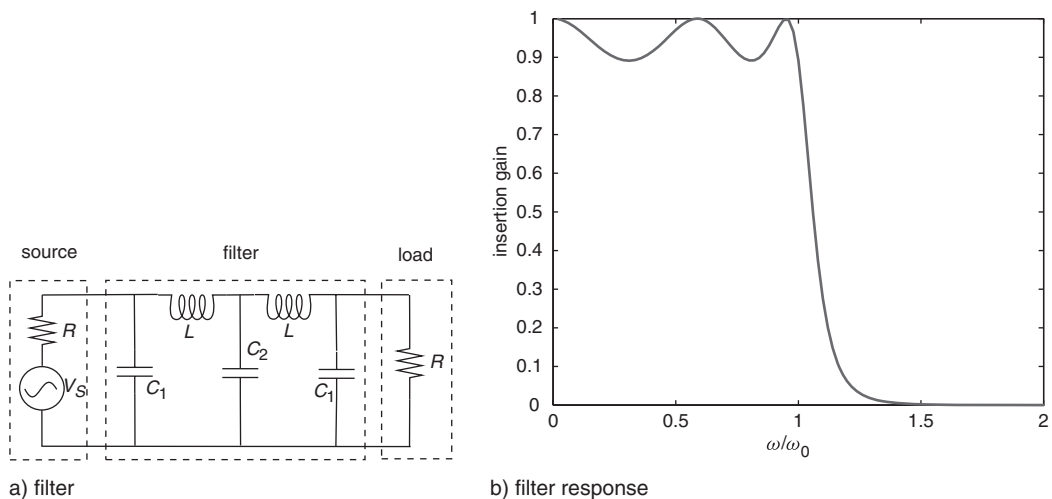 source
filter
load
R
V_S
C_1
L
C_2
L
C_1
R
a) filter
insertion gain
1
0.9
0.8
0.7
0.6
0.5
0.4
0.3
0.2
0.1
0
0
0.5
1
1.5
2
ω/ω_0
b) filter response